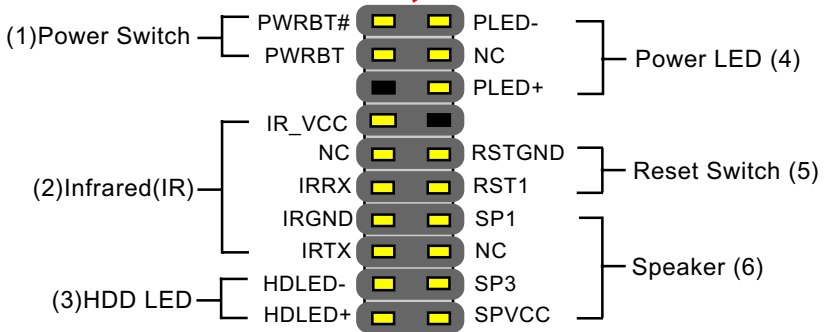 PWRBT# PLED-
(1)Power Switch
PWRBT NC
Power LED (4)
PLED+
IR_VCC
NC RSTGND
Reset Switch (5)
(2)Infrared(IR)
IRRX RST1
IRGND SP1
IRTX NC
Speaker (6)
HDLED- SP3
(3)HDD LED
HDLED+ SPVCC